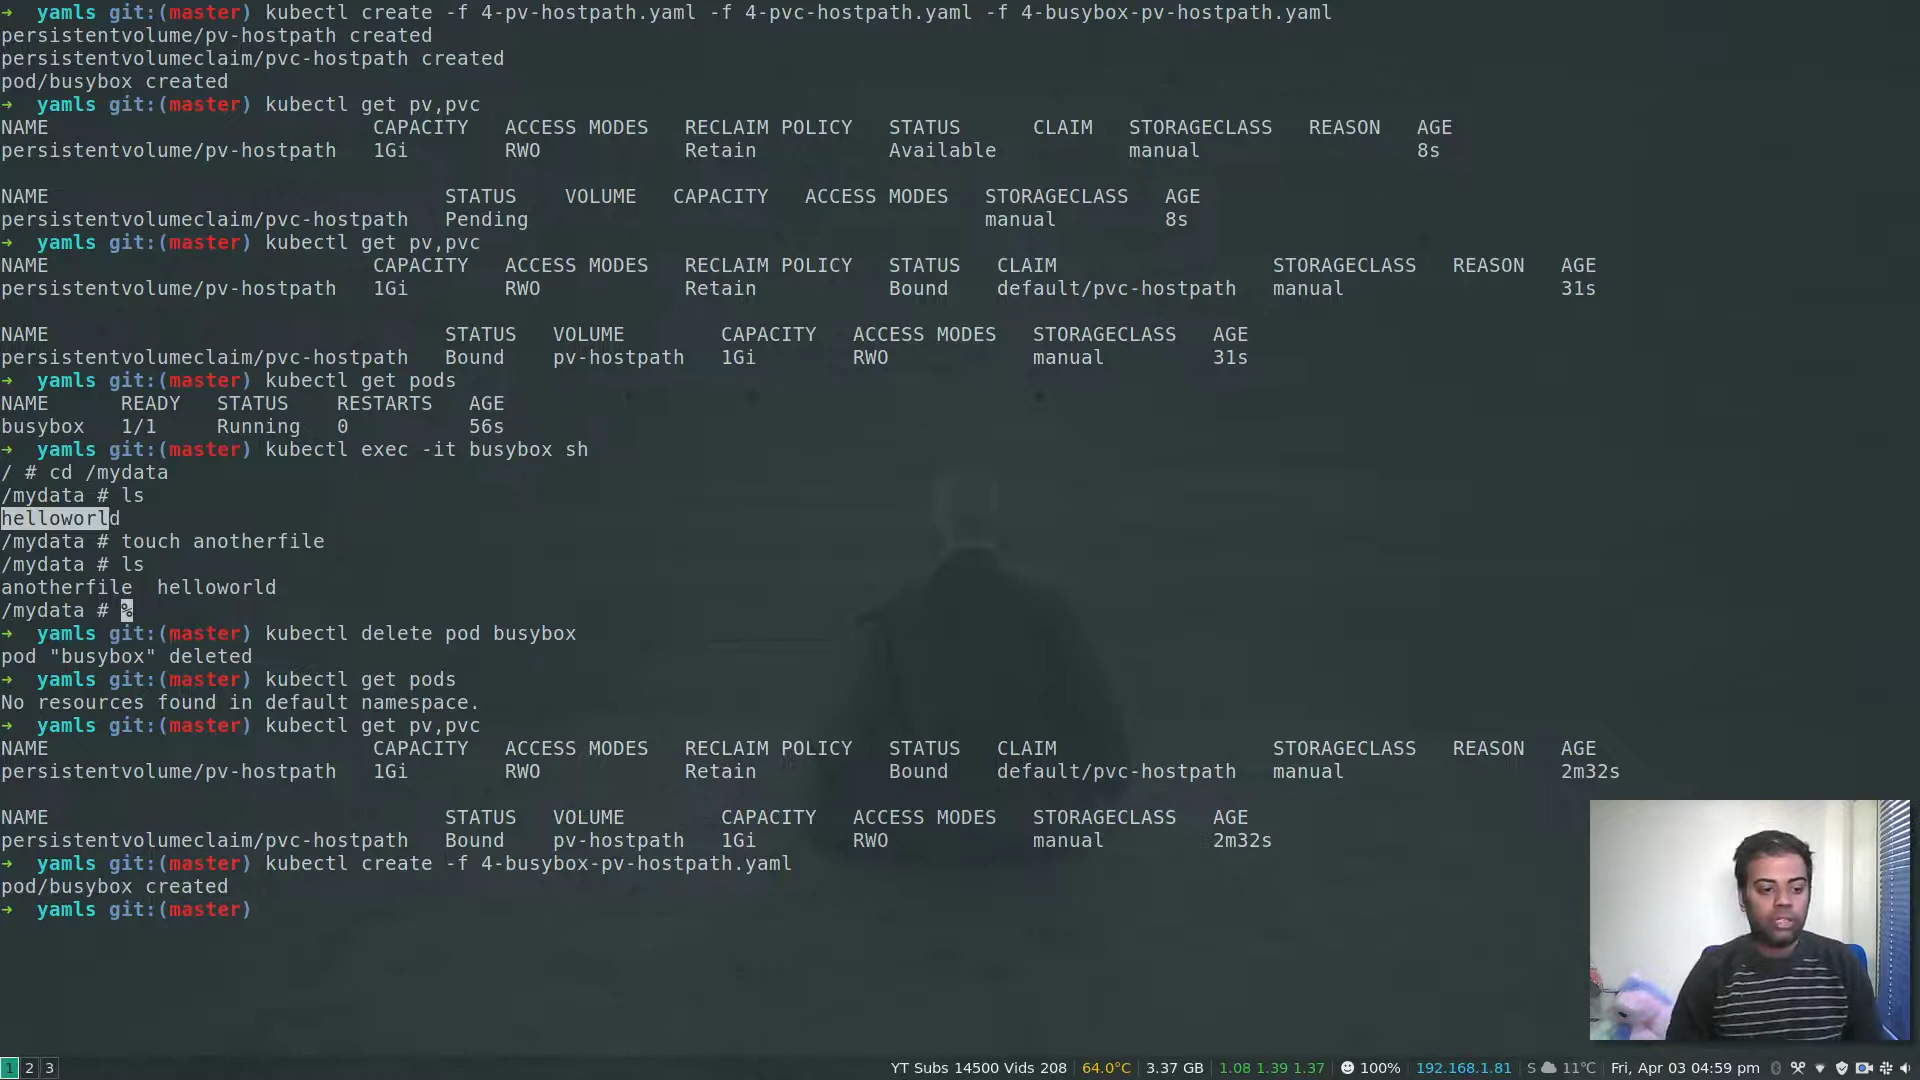 → yamls git:(master) kubectl create -f 4-pv-hostpath.yaml -f 4-pvc-hostpath.yaml -f 4-busybox-pv-hostpath.yaml
persistentvolume/pv-hostpath created
persistentvolumeclaim/pvc-hostpath created
pod/busybox created
→ yamls git:(master) kubectl get pv,pvc
NAME CAPACITY ACCESS MODES RECLAIM POLICY STATUS CLAIM STORAGECLASS REASON AGE
persistentvolume/pv-hostpath 1Gi RWO Retain Available manual 8s
NAME STATUS VOLUME CAPACITY ACCESS MODES STORAGECLASS AGE
persistentvolumeclaim/pvc-hostpath Pending manual 8s
→ yamls git:(master) kubectl get pv,pvc
NAME CAPACITY ACCESS MODES RECLAIM POLICY STATUS CLAIM STORAGECLASS REASON AGE
persistentvolume/pv-hostpath 1Gi RWO Retain Bound default/pvc-hostpath manual 31s
NAME STATUS VOLUME CAPACITY ACCESS MODES STORAGECLASS AGE
persistentvolumeclaim/pvc-hostpath Bound pv-hostpath 1Gi RWO manual 31s
→ yamls git:(master) kubectl get pods
NAME READY STATUS RESTARTS AGE
busybox 1/1 Running 0 56s
→ yamls git:(master) kubectl exec -it busybox sh
/ # cd /mydata
/mydata # ls
helloworld
/mydata # touch anotherfile
/mydata # ls
anotherfile helloworld
/mydata # %
→ yamls git:(master) kubectl delete pod busybox
pod "busybox" deleted
→ yamls git:(master) kubectl get pods
No resources found in default namespace.
→ yamls git:(master) kubectl get pv,pvc
NAME CAPACITY ACCESS MODES RECLAIM POLICY STATUS CLAIM STORAGECLASS REASON AGE
persistentvolume/pv-hostpath 1Gi RWO Retain Bound default/pvc-hostpath manual 2m32s
NAME STATUS VOLUME CAPACITY ACCESS MODES STORAGECLASS AGE
persistentvolumeclaim/pvc-hostpath Bound pv-hostpath 1Gi RWO manual 2m32s
→ yamls git:(master) kubectl create -f 4-busybox-pv-hostpath.yaml
pod/busybox created
→ yamls git:(master)
1 2 3 YT Subs 14500 Vids 208 64.0°C 3.37 GB 1.08 1.39 1.37 100% 192.168.1.81 S 11°C Fri, Apr 03 04:59 pm